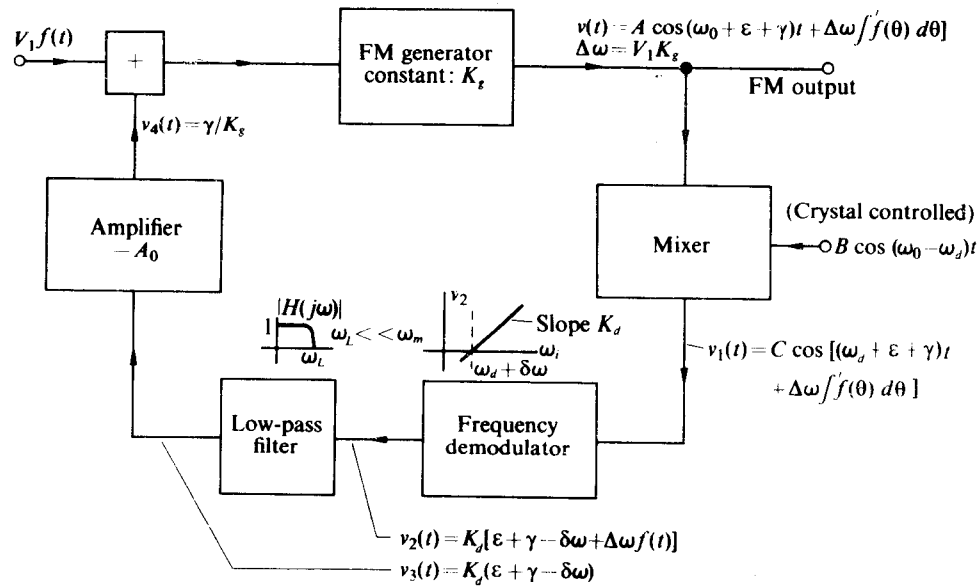 V₁f(t)
+
FM generator
constant: K_g
v(t) = A cos(ω₀ + ε + γ)t + Δω∫ᵗf(θ) dθ]
Δω = V₁K_g
FM output
v₄(t) = γ/K_g
Amplifier
−A₀
Mixer
(Crystal controlled)
B cos (ω₀−ω_d)t
|H(jω)|
1
ω_L
ω_L << ω_m
v₂
Slope K_d
ω_i
ω_d + δω
v₁(t) = C cos [(ω_d + ε + γ)t
+ Δω∫ᵗf(θ) dθ ]
Low-pass
filter
Frequency
demodulator
v₂(t) = K_d[ε + γ − δω + Δωf(t)]
v₃(t) = K_d(ε + γ − δω)